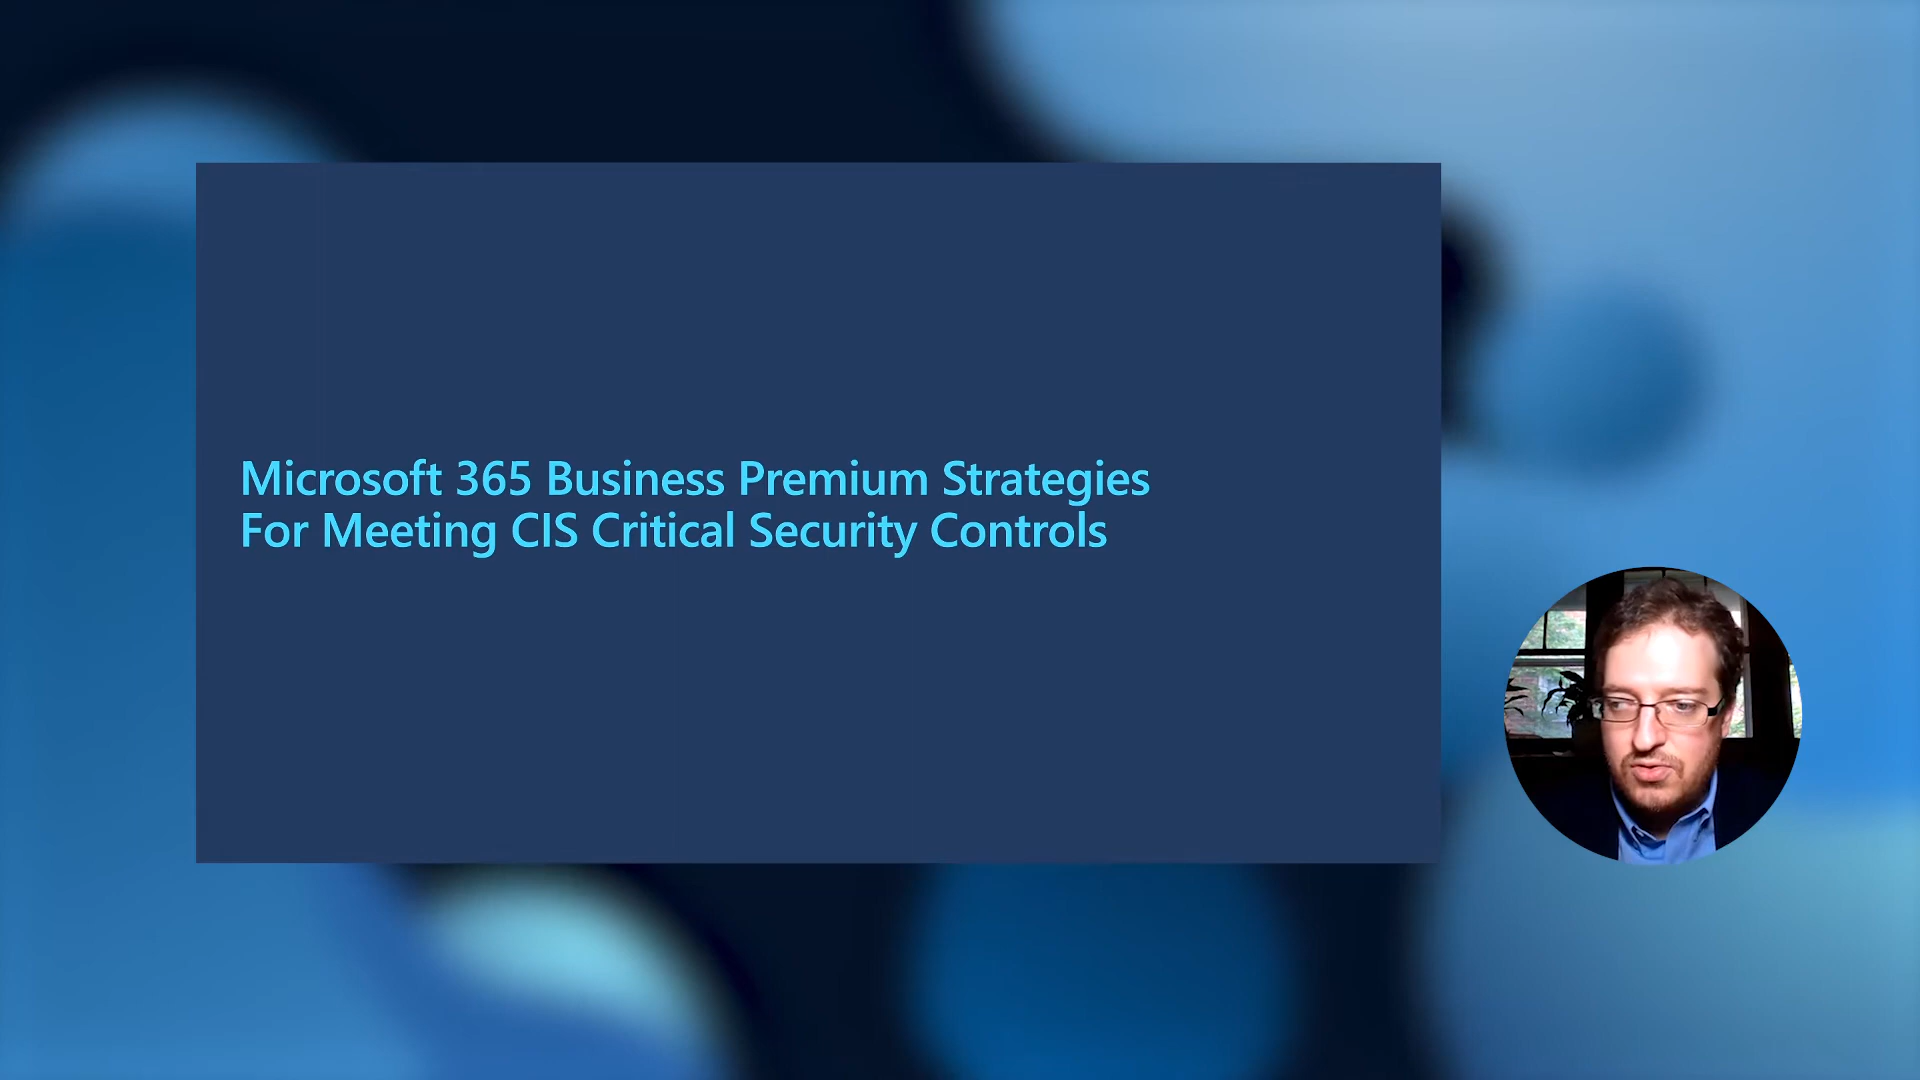 Microsoft 365 Business Premium Strategies
For Meeting CIS Critical Security Controls